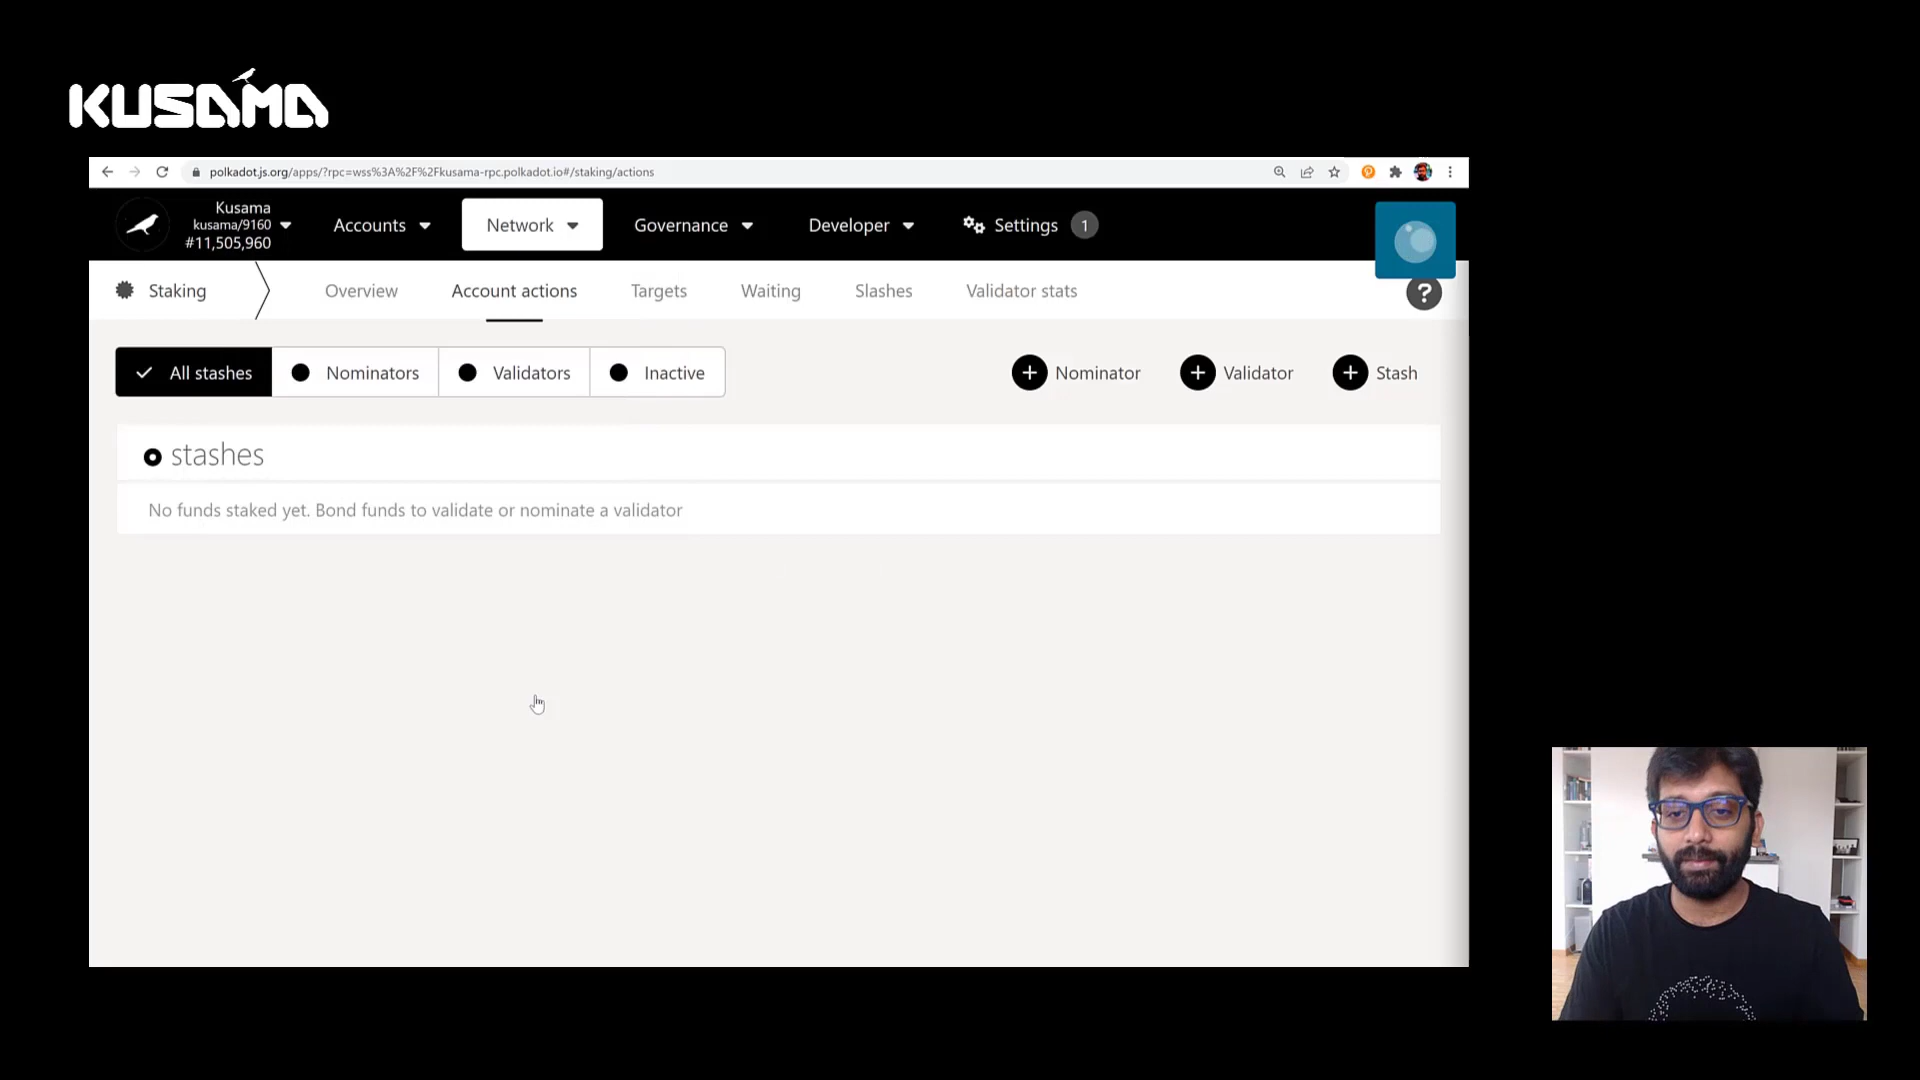 KUSAMA
polkadot.js.org/apps/?rpc=wss%3A%2F%2Fkusama-rpc.polkadot.io#/staking/actions
Kusama
kusama/9160
#11,505,960
Accounts
Network
Governance
Developer
Settings
1
Staking
Overview
Account actions
Targets
Waiting
Slashes
Validator stats
?
All stashes
Nominators
Validators
Inactive
Nominator
Validator
Stash
stashes
No funds staked yet. Bond funds to validate or nominate a validator